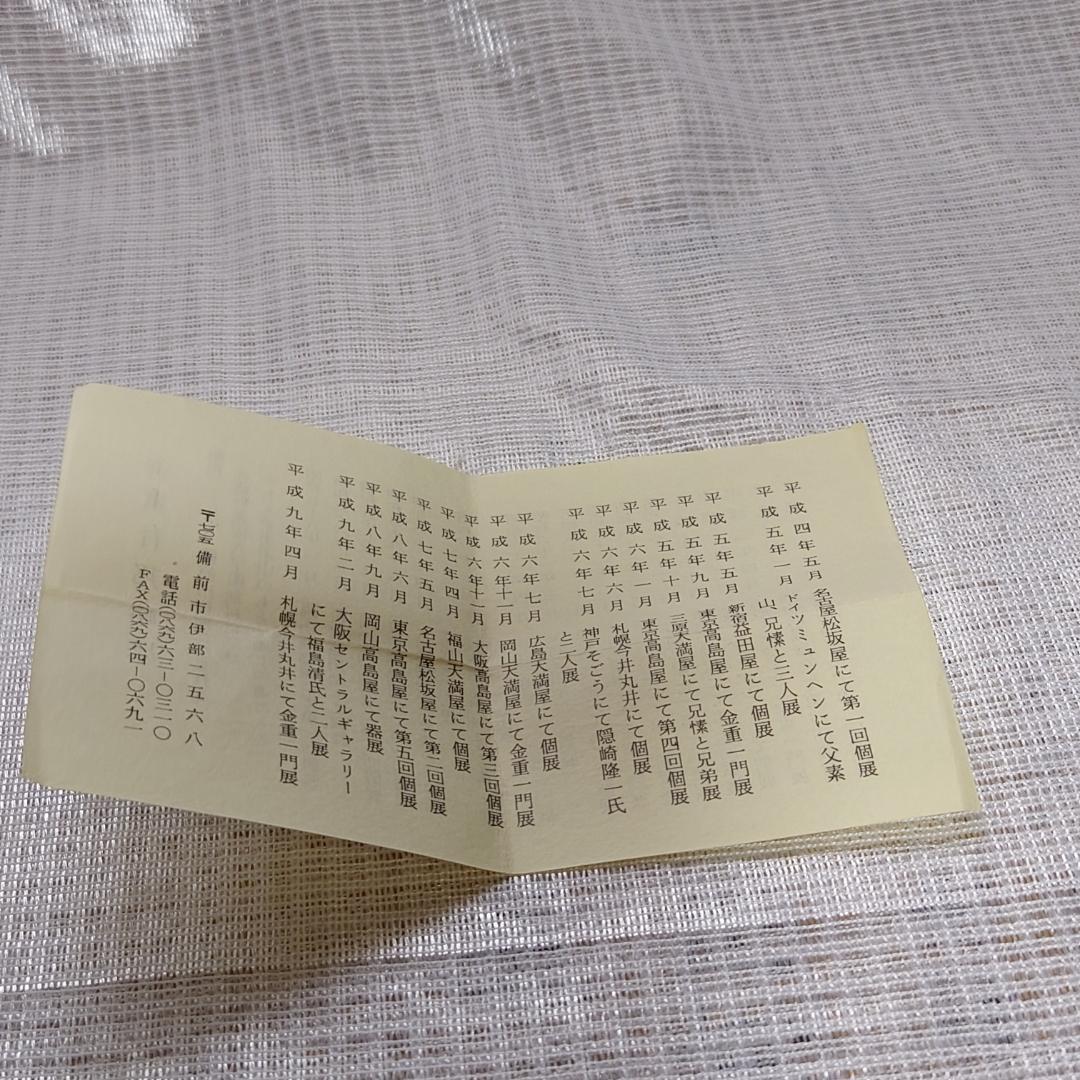 平成四年五月 名古屋松坂屋にて第一回個展
平成五年一月 ドイツミュンヘンにて父素
山、兄愫と三人展
平成五年五月 新宿益田屋にて個展
平成五年九月 東京高島屋にて金重一門展
平成五年十月 三原天満屋にて兄愫と兄弟展
平成六年一月 東京高島屋にて第四回個展
平成六年六月 札幌今井丸井にて個展
平成六年七月 神戸そごうにて隠崎隆一氏
と二人展
平成六年七月 広島天満屋にて個展
平成六年十一月 岡山天満屋にて金重一門展
平成六年十一月 大阪高島屋にて第三回個展
平成七年四月 福山天満屋にて個展
平成七年五月 名古屋松坂屋にて第二回個展
平成八年六月 東京高島屋にて第五回個展
平成八年九月 岡山高島屋にて器展
平成九年二月 大阪セントラルギャラリー
にて福島清氏と二人展
平成九年四月 札幌今井丸井にて金重一門展
〒七〇五 備前市伊部二五六八
電話(〇八六九)六三-〇三一〇
FAX(〇八六九)六四-〇六九一